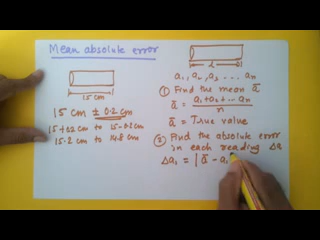 Mean absolute error
15 cm
15 cm ± 0.2 cm
15+0.2 cm to 15-0.2 cm
15.2 cm to 14.8 cm
l
a₁, a₂, a₃ ... aₙ
① Find the mean ā
ā = a₁+a₂+...aₙ / n
ā = True value
② Find the absolute error
in each reading Δa
Δa₁ = | ā - a₁